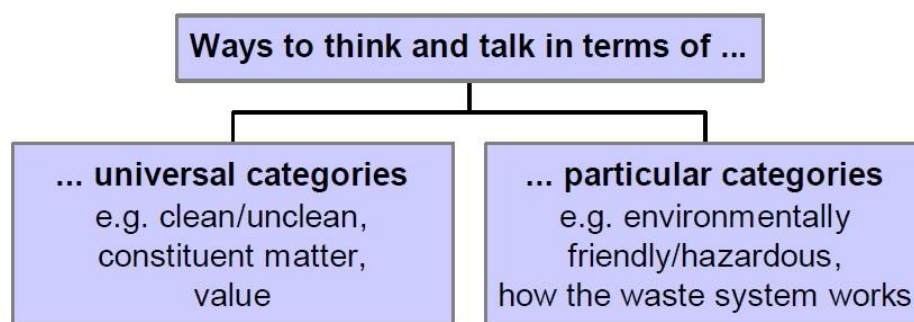 Ways to think and talk in terms of ...
... universal categories
e.g. clean/unclean,
constituent matter,
value
... particular categories
e.g. environmentally
friendly/hazardous,
how the waste system works